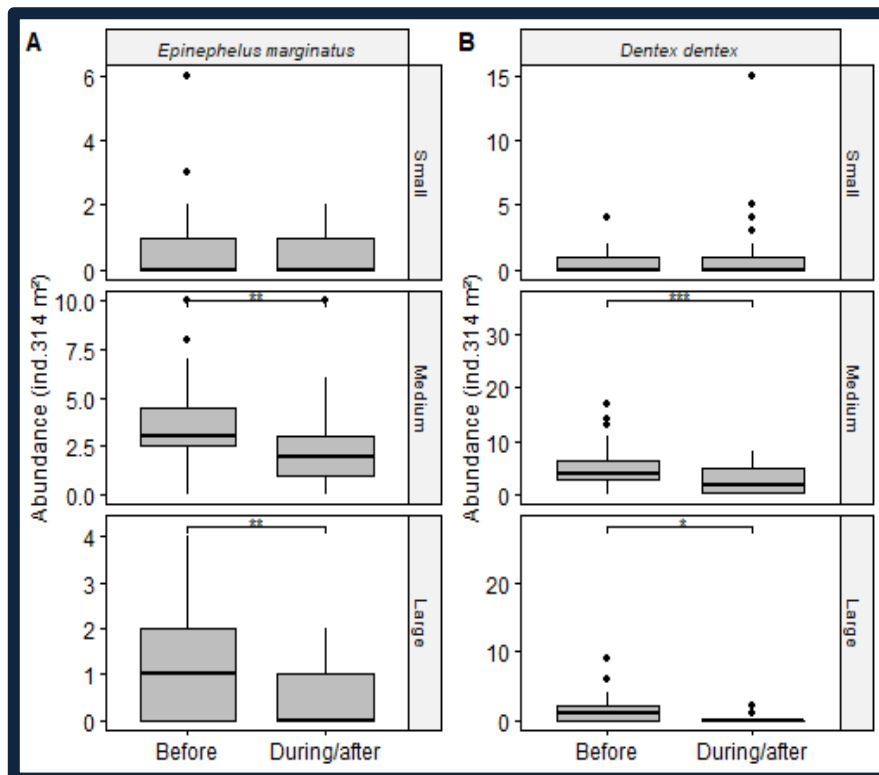 A
Epinephelus marginatus
B
Dentex dentex
Abundance (ind.314 m²)
6
4
2
0
Small
10.0
7.5
5.0
2.5
0.0
**
Medium
4
3
2
1
0
**
Large
Before
During/after
Abundance (ind.314 m²)
15
10
5
0
Small
30
20
10
0
***
Medium
20
10
0
*
Large
Before
During/after